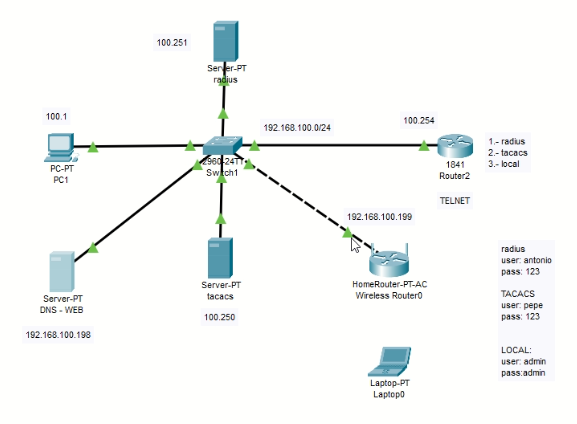 100.251
Server-PT
radius
192.168.100.0/24
100.254
100.1
PC-PT
PC1
2960-24TT
Switch1
1841
Router2
1.- radius
2.- tacacs
3.- local
TELNET
192.168.100.199
HomeRouter-PT-AC
Wireless Router0
Server-PT
DNS - WEB
192.168.100.198
Server-PT
tacacs
100.250
radius
user: antonio
pass: 123
TACACS
user: pepe
pass: 123
LOCAL:
user: admin
pass:admin
Laptop-PT
Laptop0